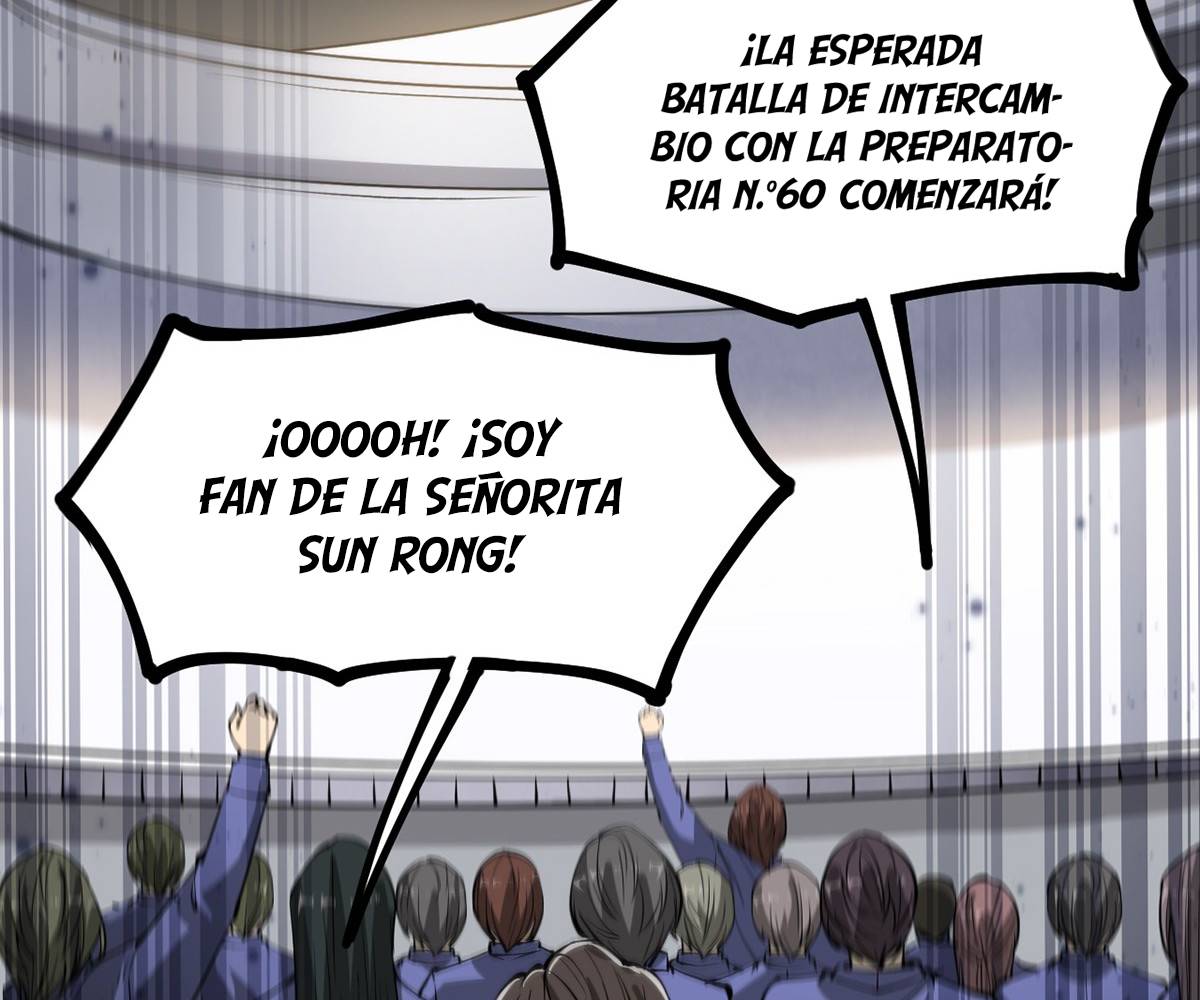 ¡LA ESPERADA
BATALLA DE INTERCAM-
BIO CON LA PREPARATO-
RIA N.º60 COMENZARÁ!
¡OOOOH! ¡SOY
FAN DE LA SEÑORITA
SUN RONG!